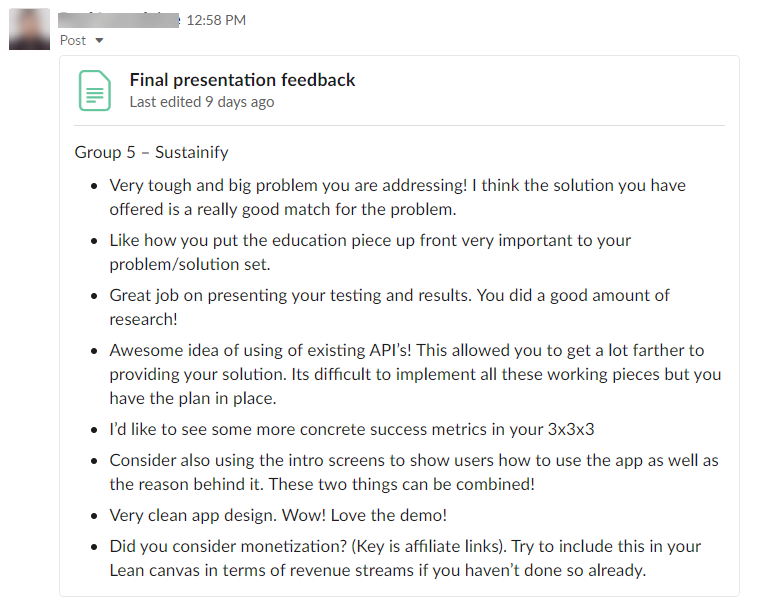 12:58 PM
Post
Final presentation feedback
Last edited 9 days ago
Group 5 – Sustainify
• Very tough and big problem you are addressing! I think the solution you have
offered is a really good match for the problem.
• Like how you put the education piece up front very important to your
problem/solution set.
• Great job on presenting your testing and results. You did a good amount of
research!
• Awesome idea of using of existing API’s! This allowed you to get a lot farther to
providing your solution. Its difficult to implement all these working pieces but you
have the plan in place.
• I’d like to see some more concrete success metrics in your 3x3x3
• Consider also using the intro screens to show users how to use the app as well as
the reason behind it. These two things can be combined!
• Very clean app design. Wow! Love the demo!
• Did you consider monetization? (Key is affiliate links). Try to include this in your
Lean canvas in terms of revenue streams if you haven’t done so already.